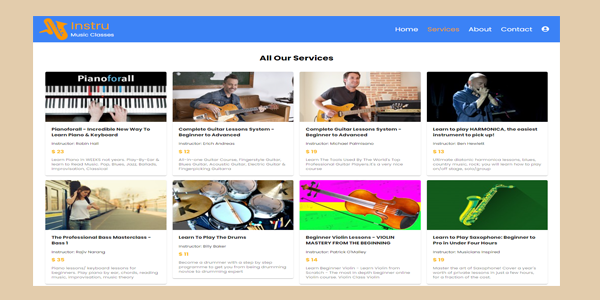 Instru
Music Classes
Home Services About Contact
All Our Services
Pianoforall
Pianoforall - Incredible New Way To
Learn Piano & Keyboard
Instructor: Robin Hall
$ 23
Learn Piano in WEEKS not years. Play-By-Ear &
learn to Read Music. Pop, Blues, Jazz, Ballads,
Improvisation, Classical
Complete Guitar Lessons System -
Beginner to Advanced
Instructor: Erich Andreas
$ 12
All-in-one Guitar Course, Fingerstyle Guitar,
Blues Guitar, Acoustic Guitar, Electric Guitar &
Fingerpicking Guitarra
Complete Guitar Lessons System -
Beginner to Advanced
Instructor: Michael Palmisano
$ 19
Learn The Tools Used By The World's Top
Professional Guitar Players It's a very nice
course.
Learn to play HARMONICA, the easiest
instrument to pick up!
Instructor: Ben Hewlett
$ 13
Ultimate diatonic harmonica lessons, blues,
country music, rock; you will learn how to play
on/off stage, solo/group
The Professional Bass Masterclass -
Bass 1
Instructor: Rajiv Narang
$ 35
Piano lessons/ keyboard lessons for
beginners, Play piano by ear, chords, reading
music, improvisation, music theory
Learn To Play The Drums
Instructor: Billy Baker
$ 11
Become a drummer with a step by step
programme to get you from being drumming
novice to drumming expert
Beginner Violin Lessons - VIOLIN
MASTERY FROM THE BEGINNING
Instructor: Patrick O'Malley
$ 14
Learn Beginner Violin - Learn Violin from
Scratch - The most in depth beginners online
Violin course. Violin Class Violin
Learn to Play Saxophone: Beginner to
Pro in Under Four Hours
Instructor: Musicians Inspired
$ 15
Master the art of Saxophone! Cover a year's
worth of private lessons in just a few hours,
for a fraction of the cost